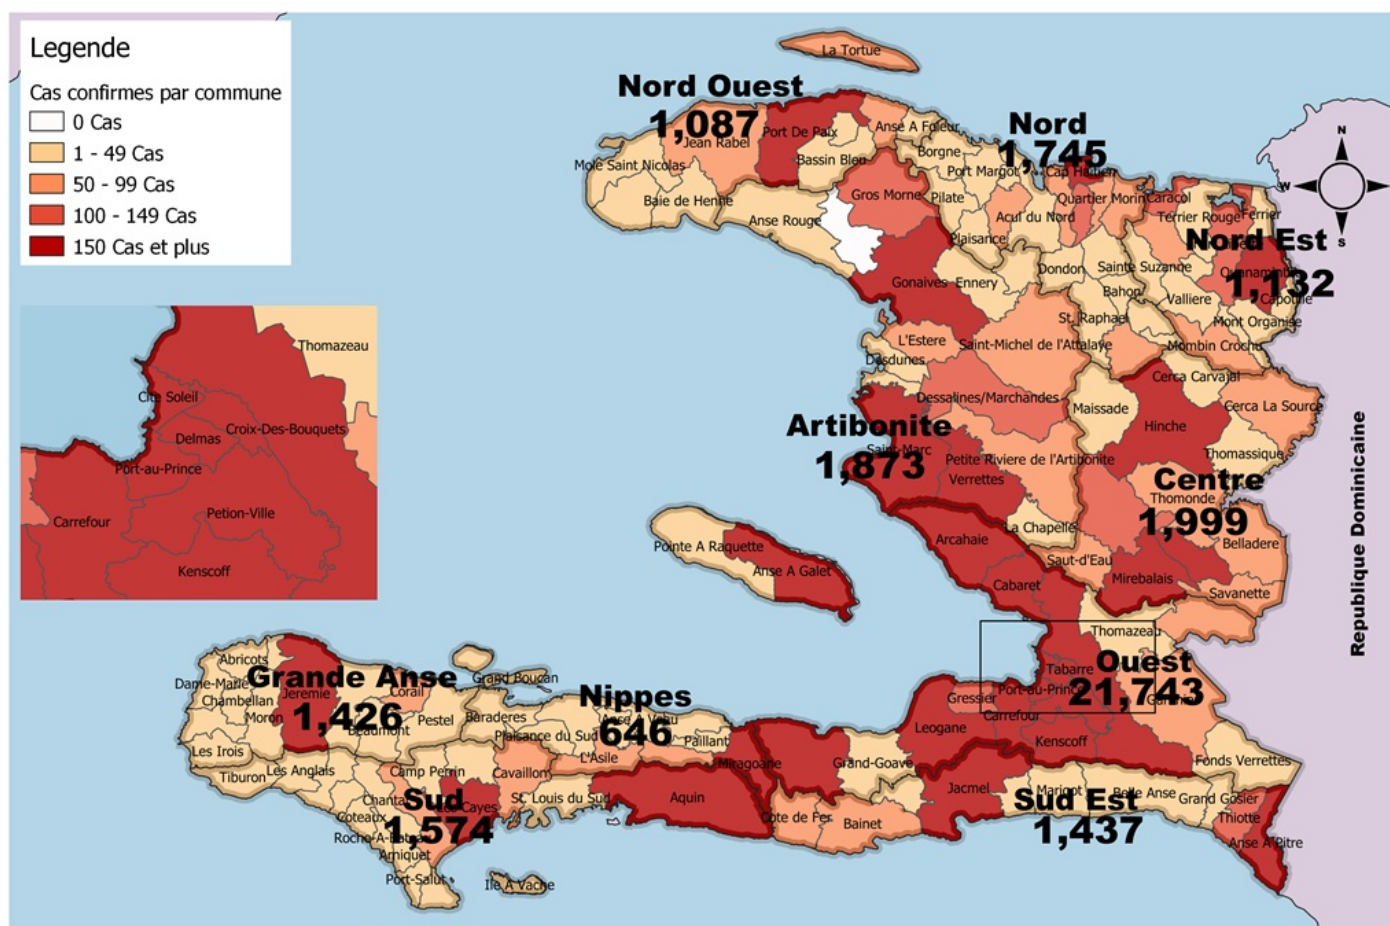 Legende
Cas confirmes par commune
0 Cas
1 - 49 Cas
50 - 99 Cas
100 - 149 Cas
150 Cas et plus
Thomazeau
Cite Soleil
Delmas
Croix-Des-Bouquets
Port-au-Prince
Carrefour
Petion-Ville
Kenscoff
La Tortue
Nord Ouest
1,087
Port De Paix
Jean Rabel
Anse A Foleur
Mole Saint Nicolas
Bassin Bleu
Baie de Henne
Anse Rouge
Nord
1,745
Borgne
Port Margot
Cap Haitien
Gros Morne
Pilate
Quartier Morin
Caracol
Acul du Nord
Terrier Rouge
Ferrier
Plaisance
N
W
S
Nord Est
1,132
Gonaives
Ennery
Dondon
Sainte Suzanne
Ouanaminthe
Bahon
Valliere
Capotille
St. Raphael
Mont Organise
L'Estere
Saint-Michel de l'Attalaye
Mombin Crochu
Desdunes
Cerca Carvajal
Dessalines/Marchandes
Maissade
Cerca La Source
Hinche
Artibonite
1,873
Saint-Marc
Petite Riviere de l'Artibonite
Verrettes
Thomassique
Centre
1,999
Thomonde
La Chapelle
Arcahaie
Belladere
Saut-d'Eau
Cabaret
Mirebalais
Savanette
Republique Dominicaine
Pointe A Raquette
Anse A Galet
Thomazeau
Tabarre
Ouest
21,743
Port-au-Prince
Gressier
Carrefour
Leogane
Kenscoff
Fonds Verrettes
Abricots
Dame-Marie
Chambellan
Grande Anse
1,426
Jeremie
Corail
Moron
Pestel
Beaumont
Les Irois
Grand Boucan
Nippes
646
Baraderes
Anse A Veau
Plaisance du Sud
Paillant
L'Asile
Miragoane
Grand-Goave
Tiburon
Les Anglais
Camp Perrin
Cavaillon
Sud
1,574
Les Cayes
St. Louis du Sud
Aquin
Coteaux
Arniquet
Port-Salut
Ile A Vache
Cote de Fer
Bainet
Jacmel
Sud Est
1,437
Marigot
Belle Anse
Grand Gosier
Thiotte
Anse A Pitre